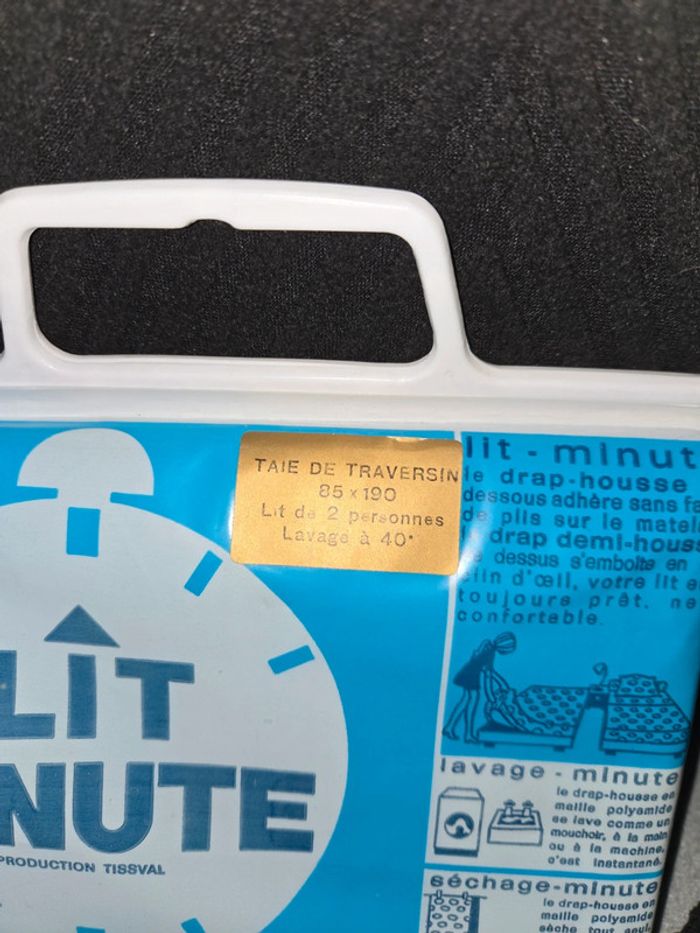 TAIE DE TRAVERSIN
85 x 190
Lit de 2 personnes
Lavage à 40°
LIT
NUTE
PRODUCTION TISSVAL
lit - minut
le drap-housse
dessous adhère sans fa
de plis sur le matel
drap demi-houss
dessus s'emboîte en
clin d'œil, votre lit e
toujours prêt, ne
confortable.
lavage - minute
le drap-housse en
maille polyamide
se lave comme un
mouchoir, à la main
ou à la machine,
c'est instantané.
séchage-minute
le drap-housse en
maille polyamide
sèche tout seul